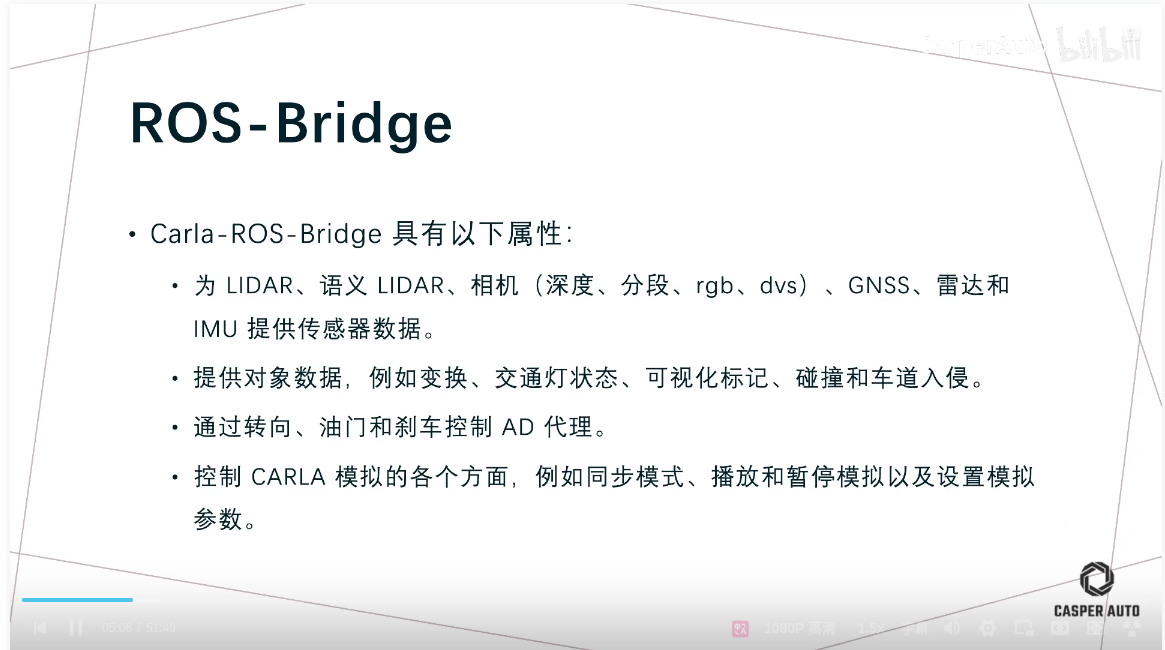 CasperAuto bilibili
ROS-Bridge
• Carla-ROS-Bridge 具有以下属性：
• 为 LIDAR、语义 LIDAR、相机（深度、分段、rgb、dvs）、GNSS、雷达和
IMU 提供传感器数据。
• 提供对象数据，例如变换、交通灯状态、可视化标记、碰撞和车道入侵。
• 通过转向、油门和刹车控制 AD 代理。
• 控制 CARLA 模拟的各个方面，例如同步模式、播放和暂停模拟以及设置模拟
参数。
CASPER AUTO
05:06 / 51:49
1080P 高清
1.5x
字幕